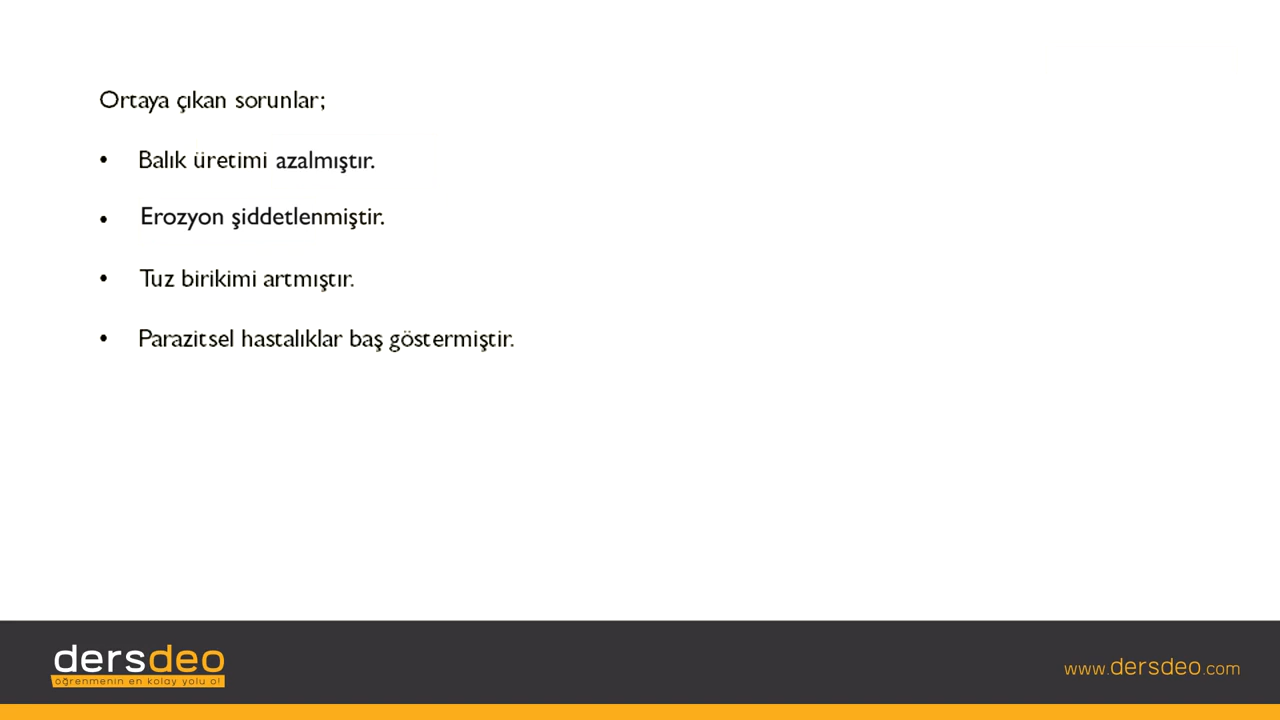 Ortaya çıkan sorunlar;
• Balık üretimi azalmıştır.
• Erozyon şiddetlenmiştir.
• Tuz birikimi artmıştır.
• Parazitsel hastalıklar baş göstermiştir.
dersdeo
öğrenmenin en kolay yolu o!
www.dersdeo.com